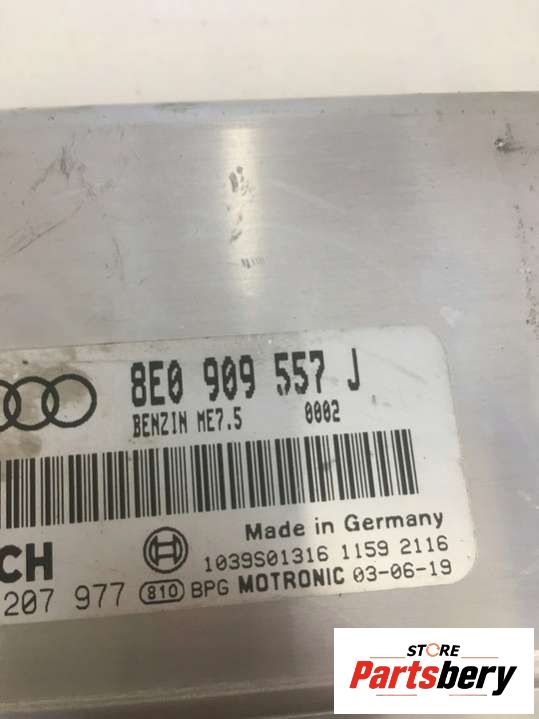 8E0 909 557 J
BENZIN ME7.5 0002
Made in Germany
CH
1039S01316 1159 2116
207 977 810 BPG MOTRONIC 03-06-19
STORE
Partsbery